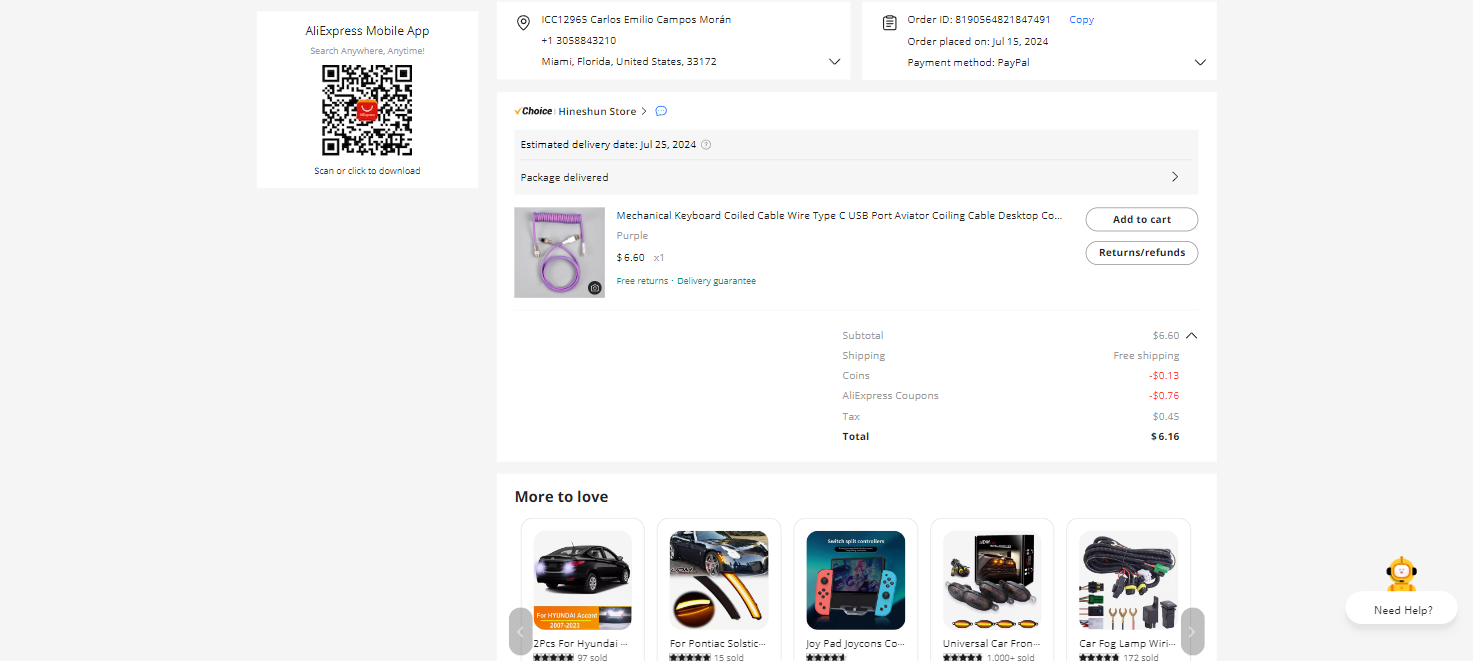 AliExpress Mobile App
Search Anywhere, Anytime!
Scan or click to download
ICC12965 Carlos Emilio Campos Morán
+1 3058843210
Miami, Florida, United States, 33172
Order ID: 8190564821847491 Copy
Order placed on: Jul 15, 2024
Payment method: PayPal
Choice Hineshun Store
Estimated delivery date: Jul 25, 2024
Package delivered
Mechanical Keyboard Coiled Cable Wire Type C USB Port Aviator Coiling Cable Desktop Co...
Purple
$6.60 x1
Free returns · Delivery guarantee
Add to cart
Returns/refunds
Subtotal $6.60
Shipping Free shipping
Coins -$0.13
AliExpress Coupons -$0.76
Tax $0.45
Total $6.16
More to love
For HYUNDAI Accent
2007-2023
2Pcs For Hyundai ...
97 sold
For Pontiac Solstic...
15 sold
Switch split controllers
Joy Pad Joycons Co...
Universal Car Fron...
1,000+ sold
Car Fog Lamp Wiri...
172 sold
Need Help?